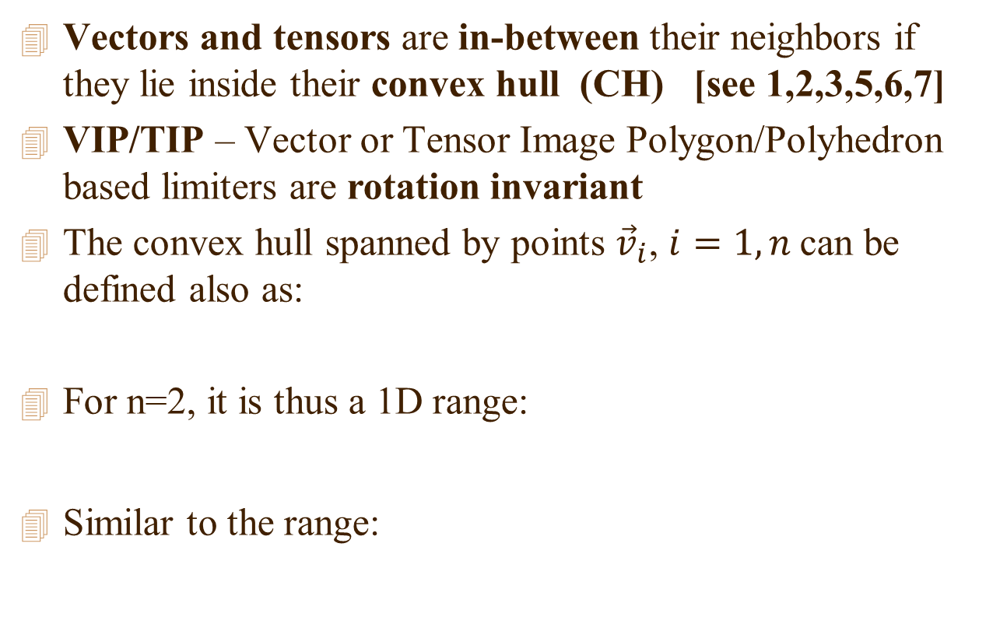 Vectors and tensors are in-between their neighbors if
they lie inside their convex hull (CH) [see 1,2,3,5,6,7]
VIP/TIP – Vector or Tensor Image Polygon/Polyhedron
based limiters are rotation invariant
The convex hull spanned by points v⃗ᵢ, i = 1, n can be
defined also as:
For n=2, it is thus a 1D range:
Similar to the range: